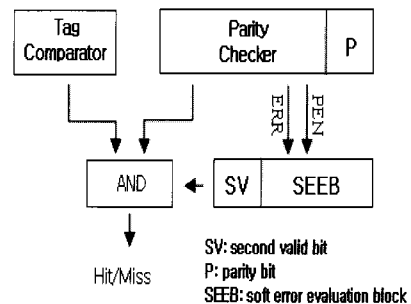 Tag
Comparator
Parity
Checker
P
ERR
PEN
AND
SV
SEEB
Hit/Miss
SV: second valid bit
P: parity bit
SEEB: soft error evaluation block